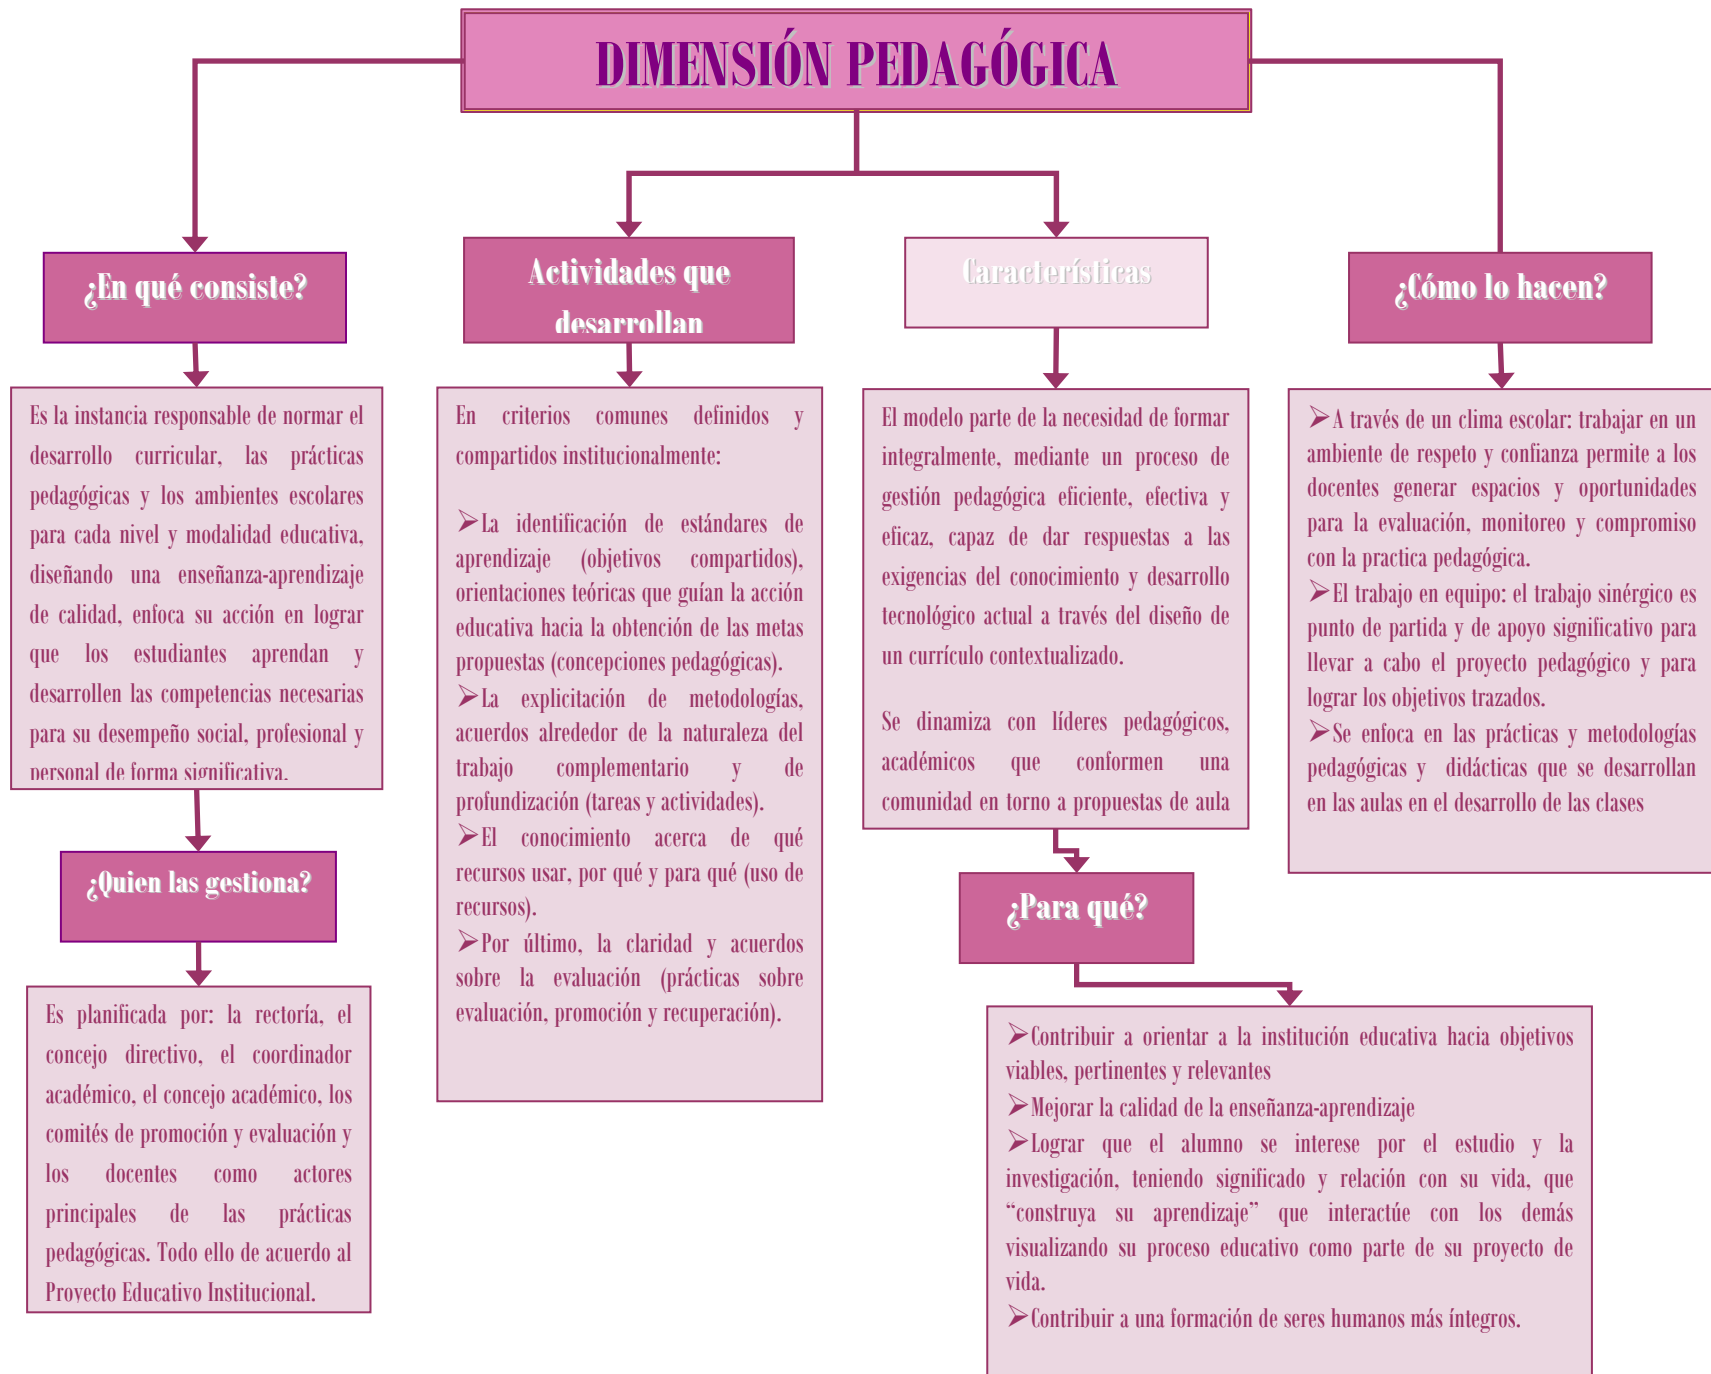 DIMENSIÓN PEDAGÓGICA
¿En qué consiste?
Es la instancia responsable de normar el
desarrollo curricular, las prácticas
pedagógicas y los ambientes escolares
para cada nivel y modalidad educativa,
diseñando una enseñanza-aprendizaje
de calidad, enfoca su acción en lograr
que los estudiantes aprendan y
desarrollen las competencias necesarias
para su desempeño social, profesional y
personal de forma significativa.
¿Quien las gestiona?
Es planificada por: la rectoría, el
concejo directivo, el coordinador
académico, el concejo académico, los
comités de promoción y evaluación y
los docentes como actores
principales de las prácticas
pedagógicas. Todo ello de acuerdo al
Proyecto Educativo Institucional.
Actividades que
desarrollan
En criterios comunes definidos y
compartidos institucionalmente:
➢La identificación de estándares de
aprendizaje (objetivos compartidos),
orientaciones teóricas que guían la acción
educativa hacia la obtención de las metas
propuestas (concepciones pedagógicas).
➢La explicitación de metodologías,
acuerdos alrededor de la naturaleza del
trabajo complementario y de
profundización (tareas y actividades).
➢El conocimiento acerca de qué
recursos usar, por qué y para qué (uso de
recursos).
➢Por último, la claridad y acuerdos
sobre la evaluación (prácticas sobre
evaluación, promoción y recuperación).
Características
El modelo parte de la necesidad de formar
integralmente, mediante un proceso de
gestión pedagógica eficiente, efectiva y
eficaz, capaz de dar respuestas a las
exigencias del conocimiento y desarrollo
tecnológico actual a través del diseño de
un currículo contextualizado.
Se dinamiza con líderes pedagógicos,
académicos que conformen una
comunidad en torno a propuestas de aula
¿Para qué?
➢Contribuir a orientar a la institución educativa hacia objetivos
viables, pertinentes y relevantes
➢Mejorar la calidad de la enseñanza-aprendizaje
➢Lograr que el alumno se interese por el estudio y la
investigación, teniendo significado y relación con su vida, que
“construya su aprendizaje” que interactúe con los demás
visualizando su proceso educativo como parte de su proyecto de
vida.
➢Contribuir a una formación de seres humanos más íntegros.
¿Cómo lo hacen?
➢A través de un clima escolar: trabajar en un
ambiente de respeto y confianza permite a los
docentes generar espacios y oportunidades
para la evaluación, monitoreo y compromiso
con la practica pedagógica.
➢El trabajo en equipo: el trabajo sinérgico es
punto de partida y de apoyo significativo para
llevar a cabo el proyecto pedagógico y para
lograr los objetivos trazados.
➢Se enfoca en las prácticas y metodologías
pedagógicas y didácticas que se desarrollan
en las aulas en el desarrollo de las clases